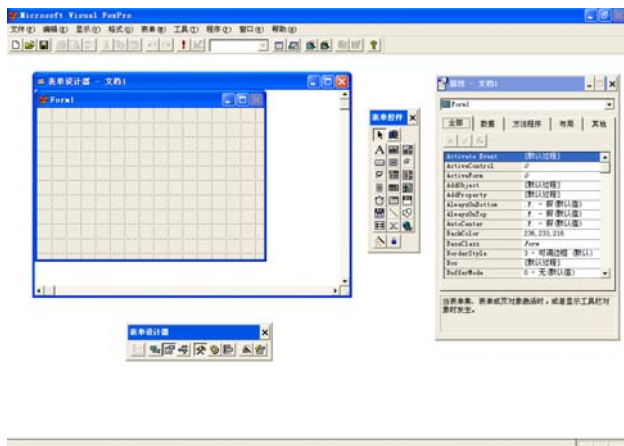 Microsoft Visual FoxPro
文件(F) 编辑(E) 显示(V) 格式(O) 表单(M) 工具(T) 程序(P) 窗口(W) 帮助(H)
表单设计器 - 文档1
Form1
表单控件
A
表单设计器
属性 - 文档1
Form1
全部 数据 方法程序 布局 其他
Activate Event [默认过程]
ActiveControl 0
ActiveForm 0
AddObject [默认过程]
AddProperty [默认过程]
AlwaysOnBottom .F. - 假(默认值)
AlwaysOnTop .F. - 假(默认值)
AutoCenter .F. - 假(默认值)
BackColor 236,233,216
BaseClass Form
BorderStyle 3 - 可调边框 (默认)
Box [默认过程]
BufferMode 0 - 无(默认值)
当表单集、表单或页对象激活时，或者显示工具栏对
象时发生。